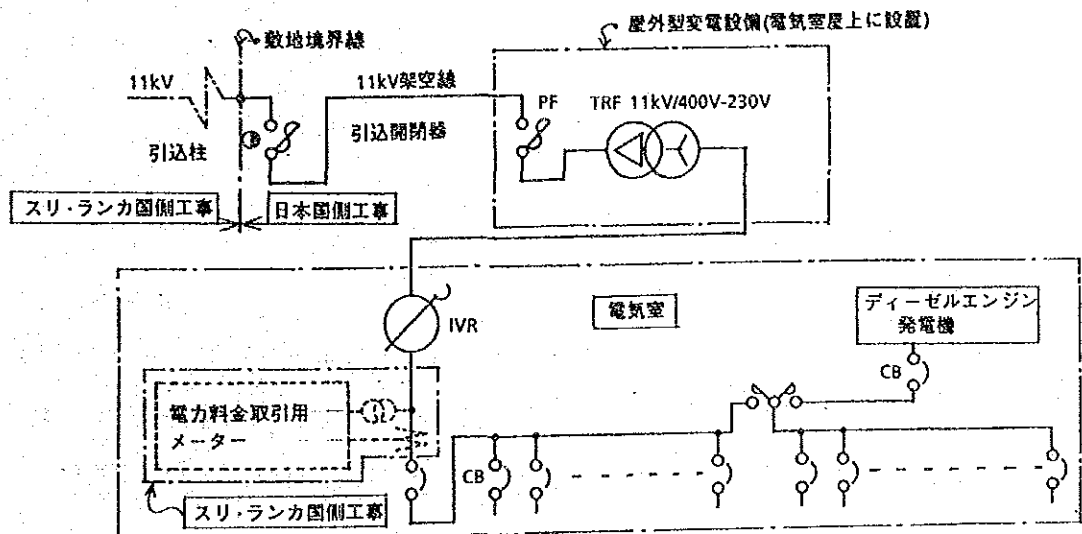 屋外型変電設備(電気室屋上に設置)
敷地境界線
11kV
11kV架空線
PF
TRF 11kV/400V-230V
引込柱
引込開閉器
スリ・ランカ国側工事
日本国側工事
IVR
電気室
ディーゼルエンジン
発電機
CB
電力料金取引用
メーター
CB
スリ・ランカ国側工事